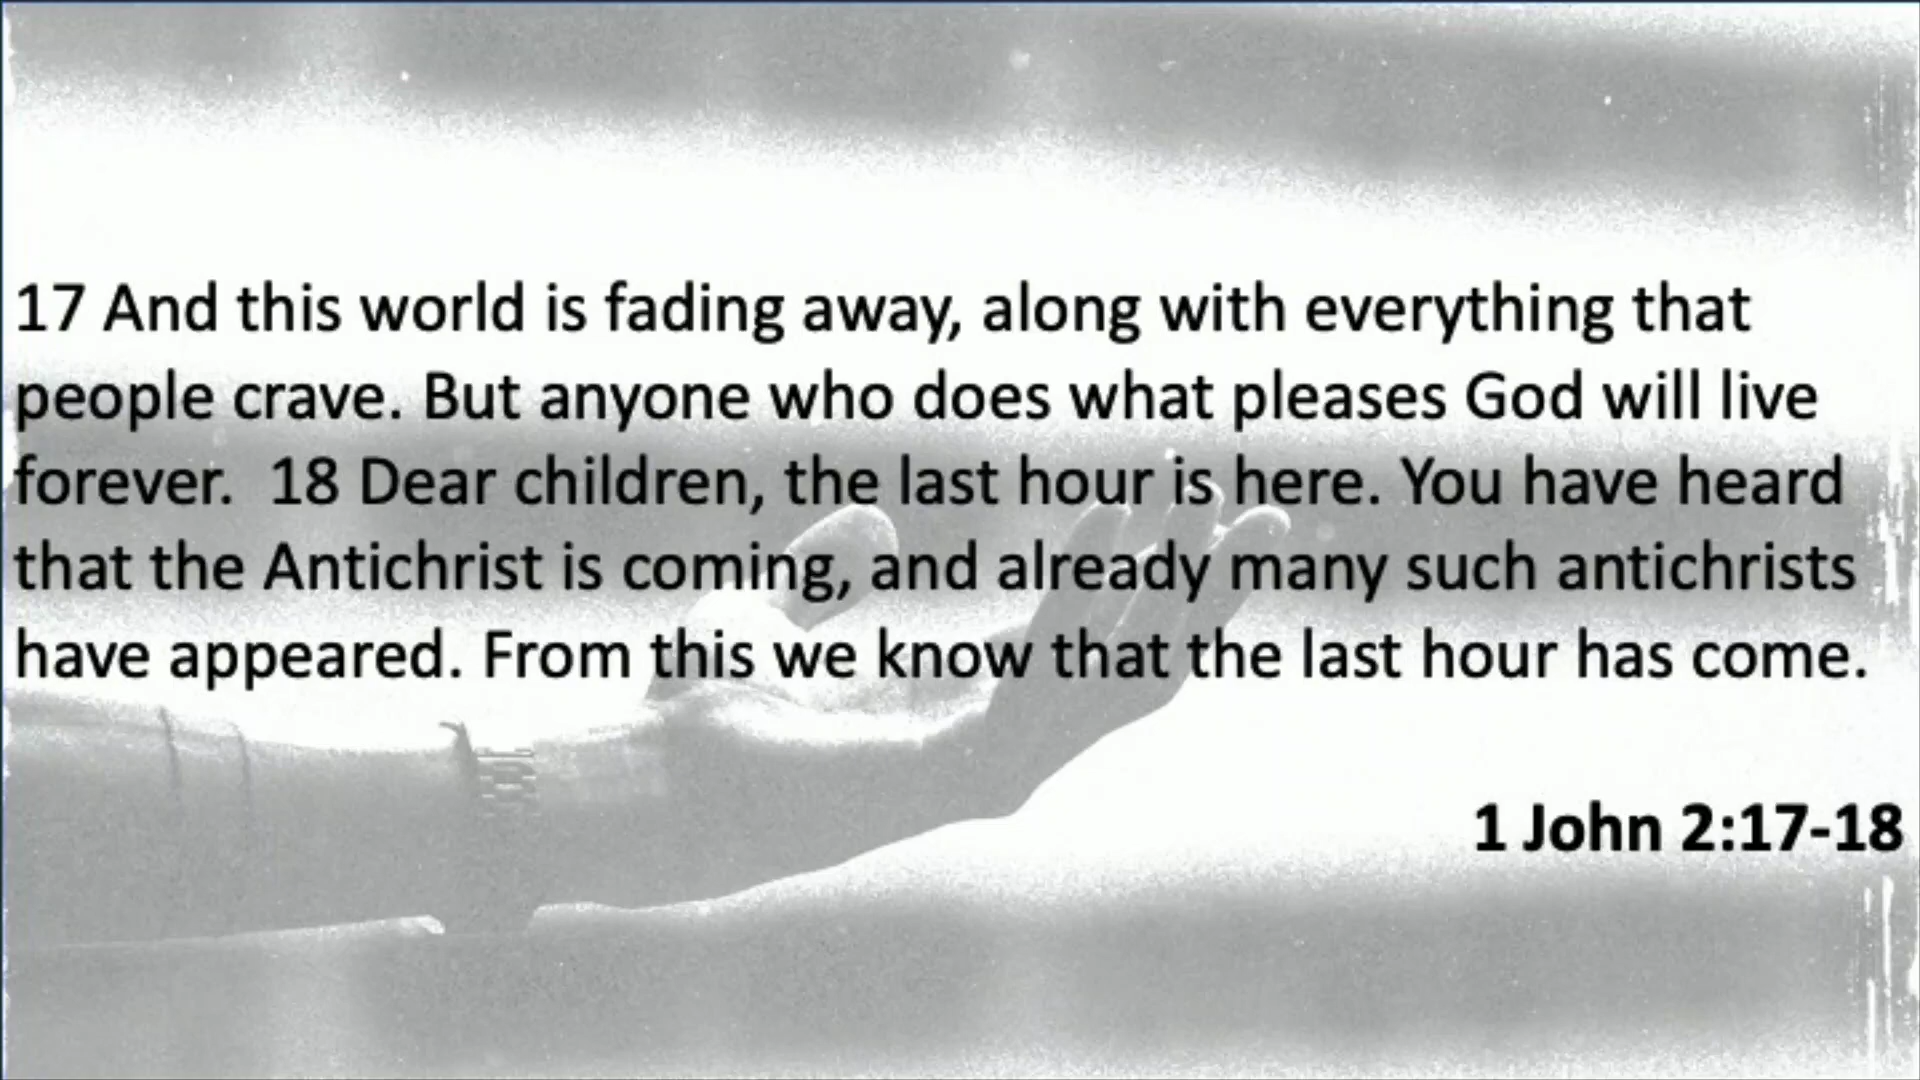 17 And this world is fading away, along with everything that
people crave. But anyone who does what pleases God will live
forever.  18 Dear children, the last hour is here. You have heard
that the Antichrist is coming, and already many such antichrists
have appeared. From this we know that the last hour has come.
1 John 2:17-18